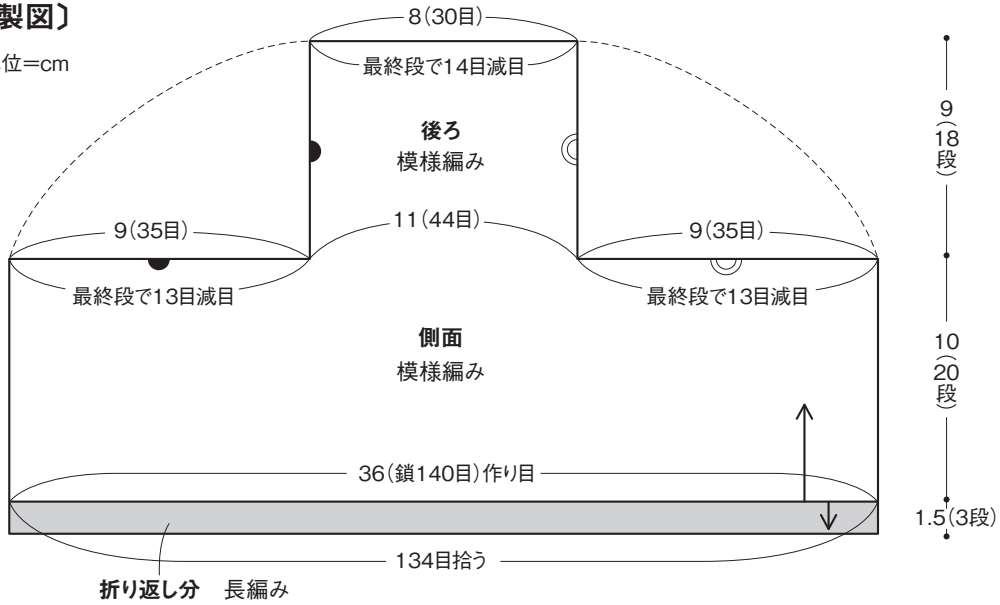 製図〕
位=cm
8(30目)
最終段で14目減目
後ろ
模様編み
9(18段)
9(35目)
11(44目)
9(35目)
最終段で13目減目
最終段で13目減目
側面
模様編み
10(20段)
36(鎖140目)作り目
1.5(3段)
134目拾う
折り返し分 長編み